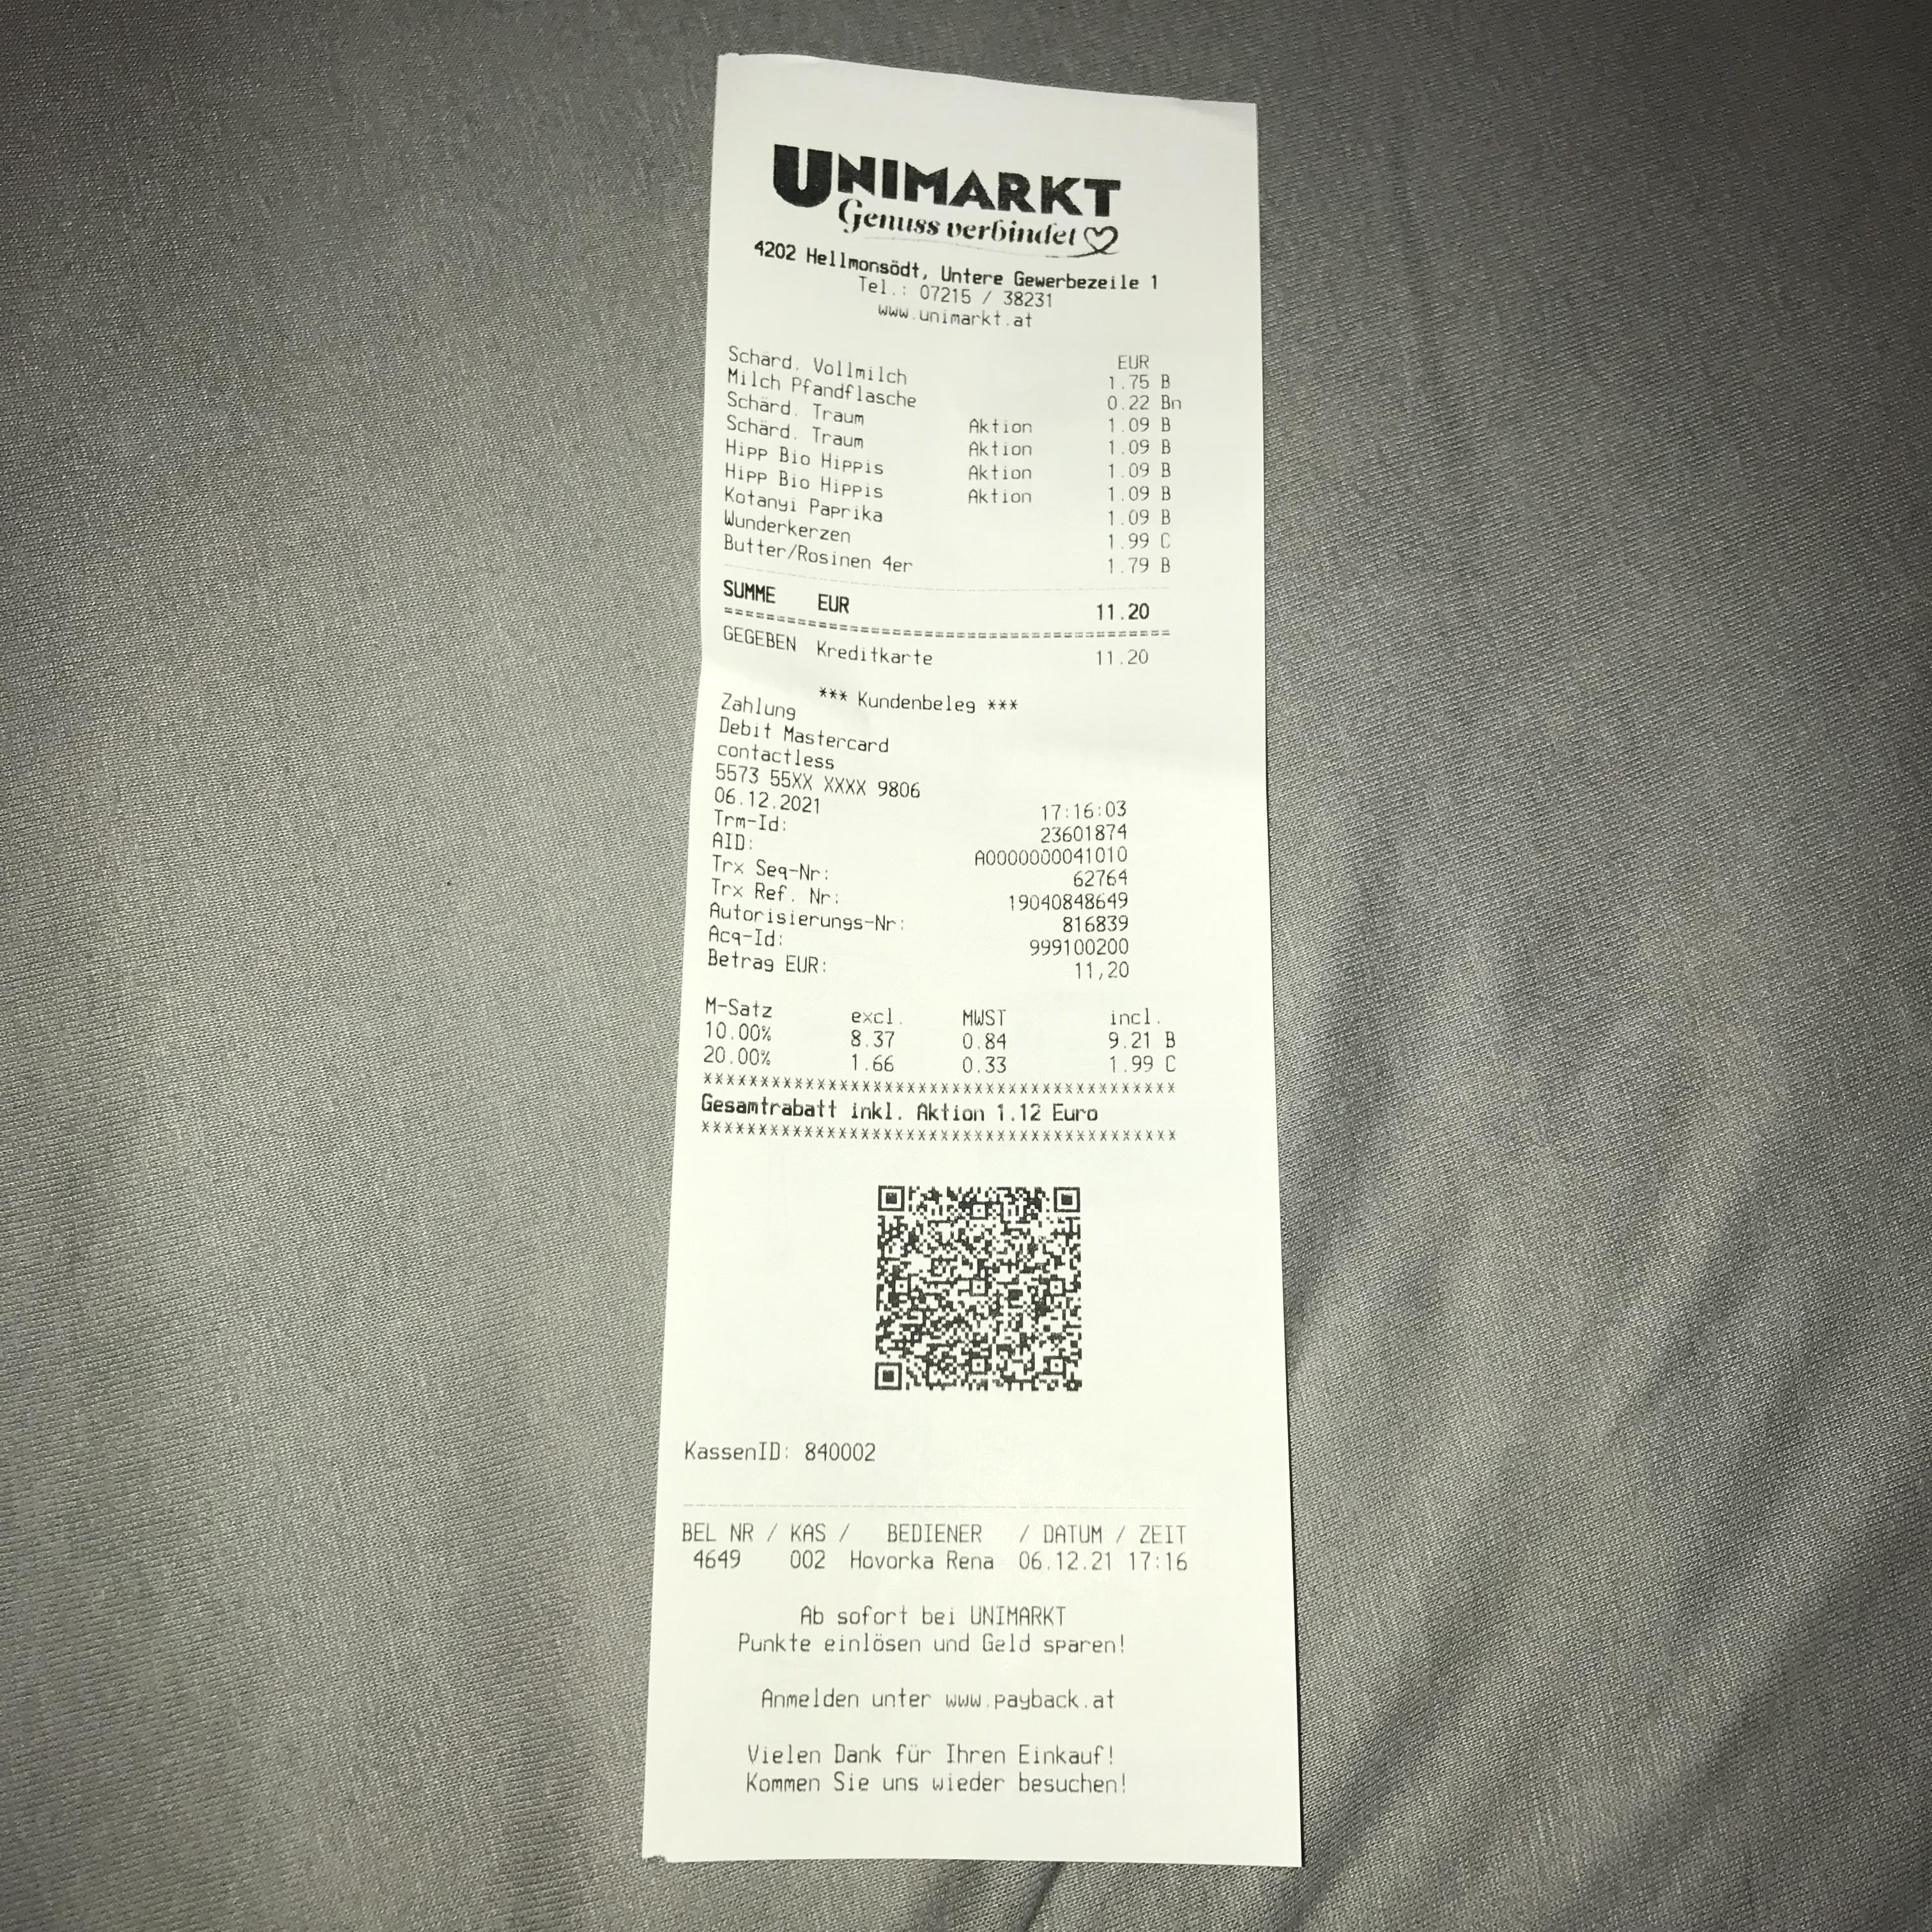 UNIMARKT
Genuss verbindet
4202 Hellmonsödt, Untere Gewerbezeile 1
Tel.: 07215 / 38231
www.unimarkt.at
EUR
Schärd. Vollmilch 1.75 B
Milch Pfandflasche 0.22 Bn
Schärd. Traum Aktion 1.09 B
Schärd. Traum Aktion 1.09 B
Hipp Bio Hippis Aktion 1.09 B
Hipp Bio Hippis Aktion 1.09 B
Kotanyi Paprika 1.09 B
Wunderkerzen 1.99 C
Butter/Rosinen 4er 1.79 B
SUMME EUR 11.20
GEGEBEN Kreditkarte 11.20
*** Kundenbeleg ***
Zahlung
Debit Mastercard
contactless
5573 55XX XXXX 9806
06.12.2021 17:16:03
Trm-Id: 23601874
AID: A0000000041010
Trx Seq-Nr: 62764
Trx Ref. Nr: 19040848649
Autorisierungs-Nr: 816839
Acq-Id: 999100200
Betrag EUR: 11,20
M-Satz excl. MWST incl.
10.00% 8.37 0.84 9.21 B
20.00% 1.66 0.33 1.99 C
Gesamtrabatt inkl. Aktion 1.12 Euro
KassenID: 840002
BEL NR / KAS / BEDIENER / DATUM / ZEIT
4649 002 Hovorka Rena 06.12.21 17:16
Ab sofort bei UNIMARKT
Punkte einlösen und Geld sparen!
Anmelden unter www.payback.at
Vielen Dank für Ihren Einkauf!
Kommen Sie uns wieder besuchen!